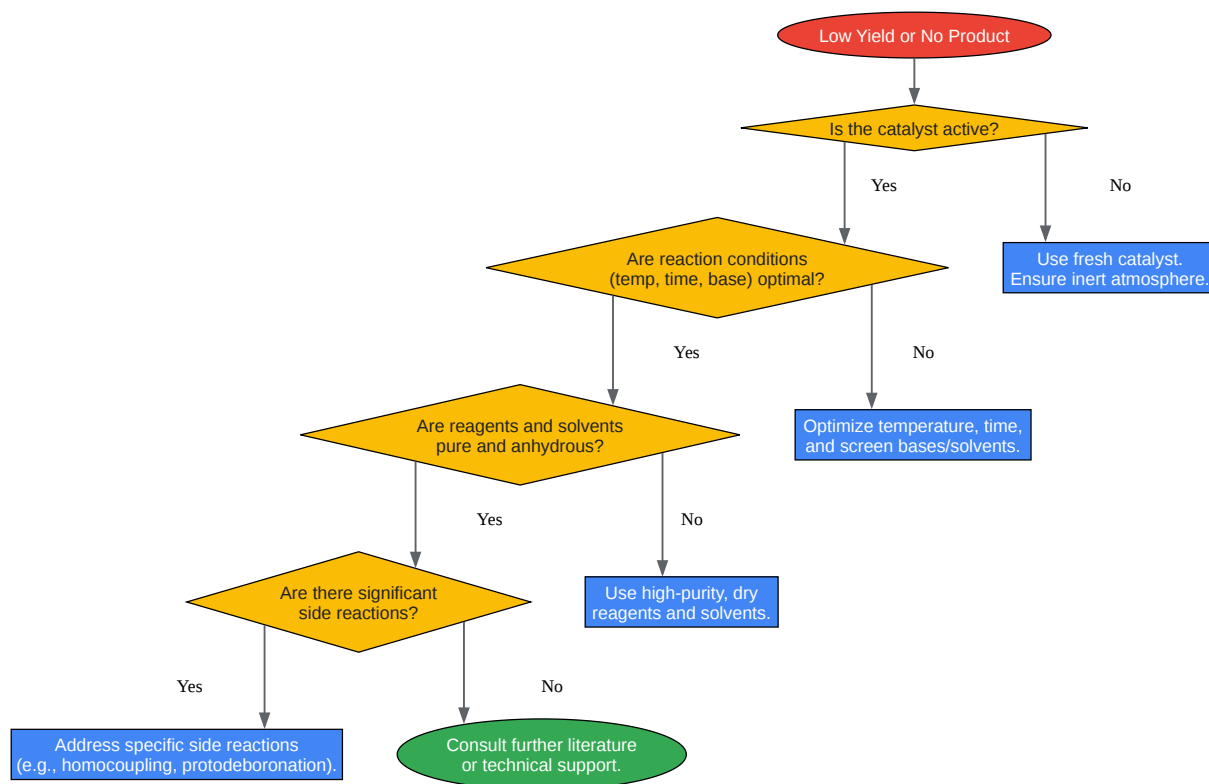 Low Yield or No Product
Is the catalyst active?
Yes
No
Are reaction conditions
(temp, time, base) optimal?
Use fresh catalyst.
Ensure inert atmosphere.
Yes
No
Are reagents and solvents
pure and anhydrous?
Optimize temperature, time,
and screen bases/solvents.
Yes
No
Are there significant
side reactions?
Use high-purity, dry
reagents and solvents.
Yes
No
Address specific side reactions
(e.g., homocoupling, protodeboronation).
Consult further literature
or technical support.